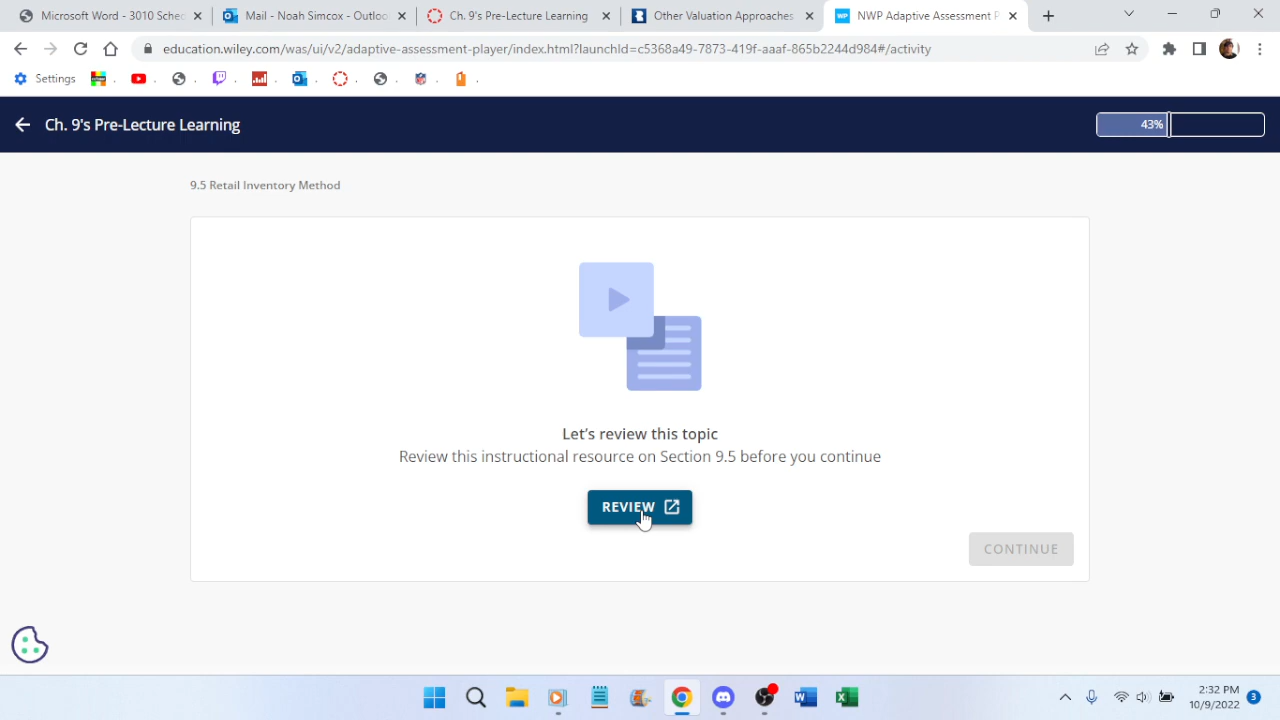 Microsoft Word - 3010 Sched
Mail - Noah Simcox - Outloo
Ch. 9's Pre-Lecture Learning
Other Valuation Approaches
NWP Adaptive Assessment P
education.wiley.com/was/ui/v2/adaptive-assessment-player/index.html?launchId=c5368a49-7873-419f-aaaf-865b2244d984#/activity
Settings
Ch. 9's Pre-Lecture Learning
43%
9.5 Retail Inventory Method
Let's review this topic
Review this instructional resource on Section 9.5 before you continue
REVIEW
CONTINUE
2:32 PM
10/9/2022
3